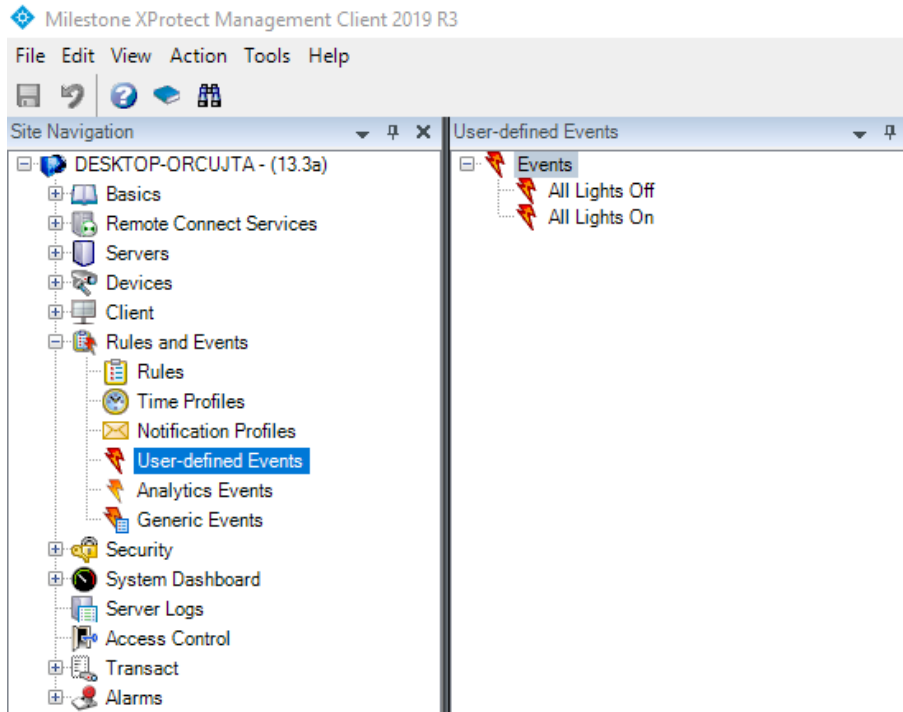 Milestone XProtect Management Client 2019 R3
File Edit View Action Tools Help
Site Navigation
DESKTOP-ORCUJTA - (13.3a)
Basics
Remote Connect Services
Servers
Devices
Client
Rules and Events
Rules
Time Profiles
Notification Profiles
User-defined Events
Analytics Events
Generic Events
Security
System Dashboard
Server Logs
Access Control
Transact
Alarms
User-defined Events
Events
All Lights Off
All Lights On